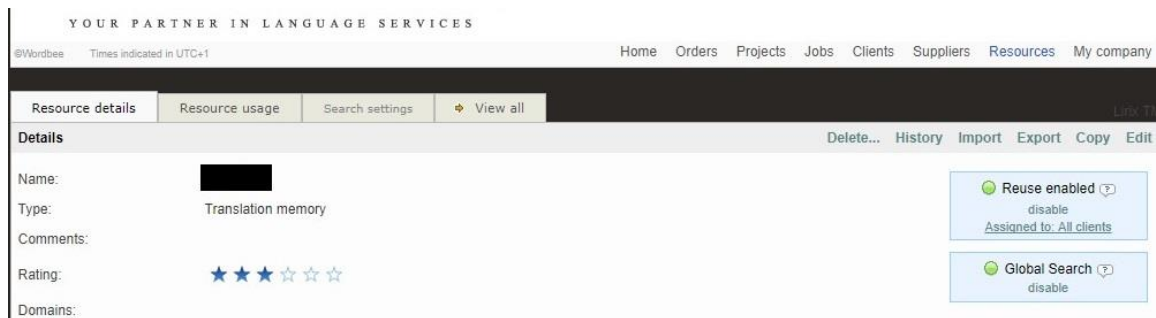 YOUR PARTNER IN LANGUAGE SERVICES
©Wordbee Times indicated in UTC+1 Home Orders Projects Jobs Clients Suppliers Resources My company
Resource details Resource usage Search settings View all
Details Delete... History Import Export Copy Edit
Name:
Type: Translation memory
Comments:
Rating:
Domains:
Reuse enabled
disable
Assigned to: All clients
Global Search
disable